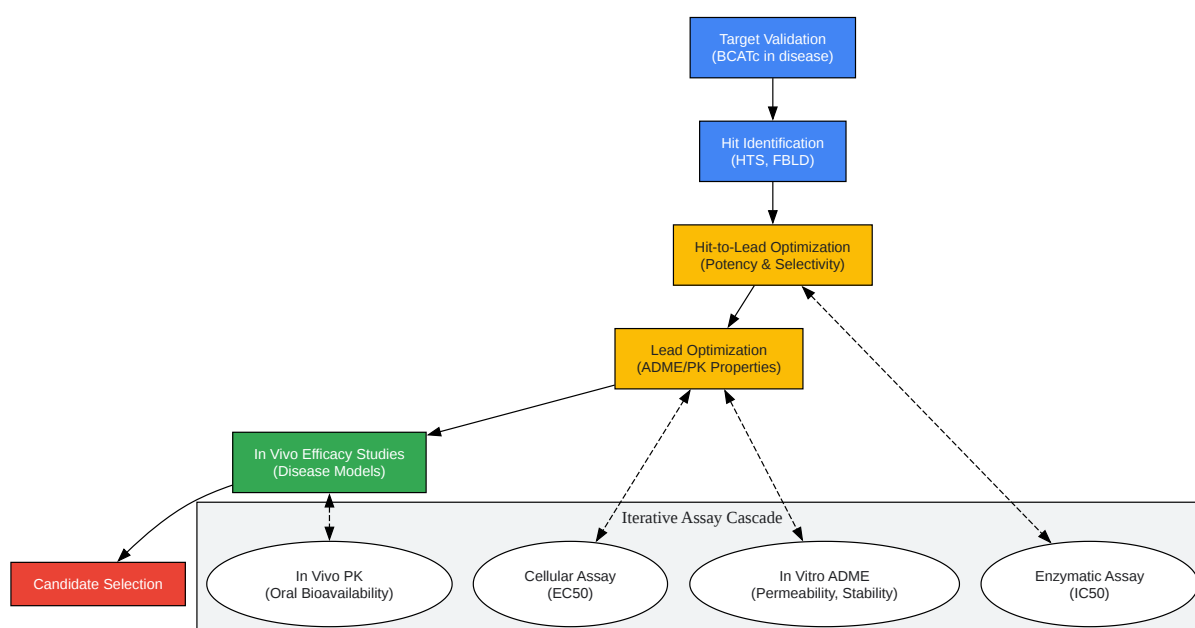 Target Validation
(BCATc in disease)
Hit Identification
(HTS, FBLD)
Hit-to-Lead Optimization
(Potency & Selectivity)
Lead Optimization
(ADME/PK Properties)
In Vivo Efficacy Studies
(Disease Models)
Iterative Assay Cascade
Candidate Selection
In Vivo PK
(Oral Bioavailability)
Cellular Assay
(EC50)
In Vitro ADME
(Permeability, Stability)
Enzymatic Assay
(IC50)